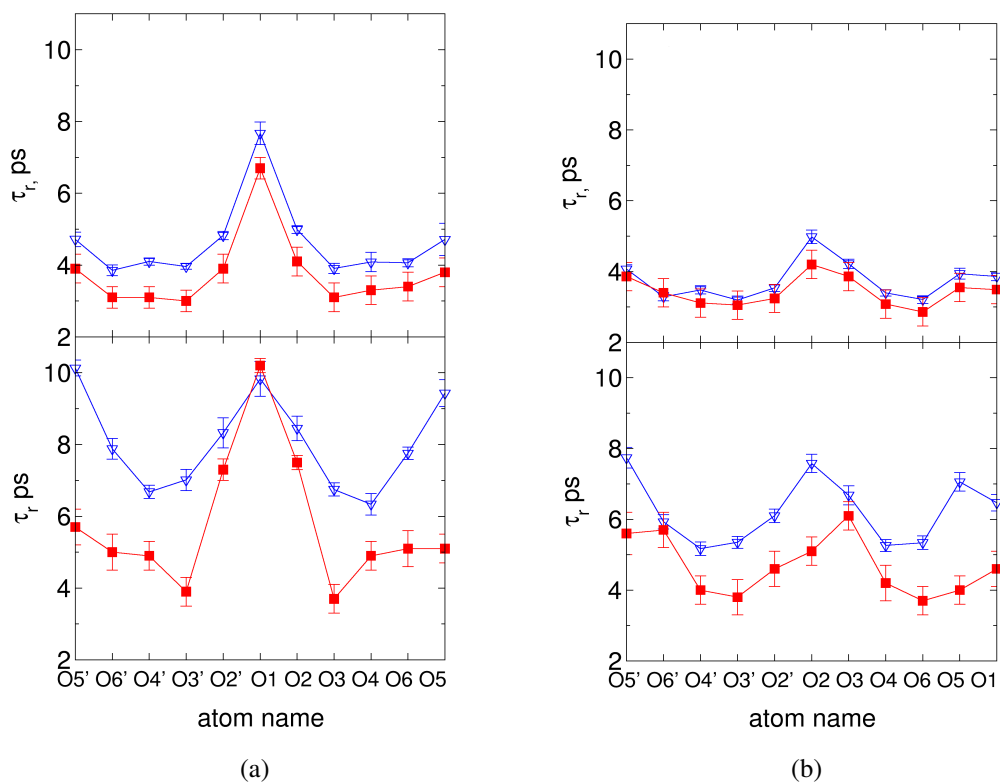 10
8
6
4
2
τr, ps
10
8
6
4
2
τr, ps
O5' O6' O4' O3' O2' O1 O2 O3 O4 O6 O5
atom name
(a)
10
8
6
4
2
τr, ps
10
8
6
4
2
τr, ps
O5' O6' O4' O3' O2' O2 O3 O4 O6 O5 O1
atom name
(b)